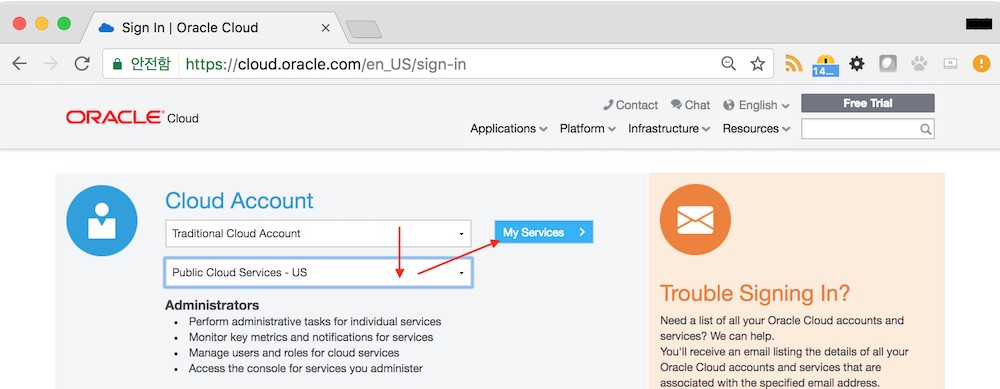 Sign In | Oracle Cloud
안전함 https://cloud.oracle.com/en_US/sign-in
14...
Contact Chat English Free Trial
ORACLE Cloud
Applications Platform Infrastructure Resources
Cloud Account
Traditional Cloud Account
My Services
Public Cloud Services - US
Administrators
• Perform administrative tasks for individual services
• Monitor key metrics and notifications for services
• Manage users and roles for cloud services
• Access the console for services you administer
Trouble Signing In?
Need a list of all your Oracle Cloud accounts and
services? We can help.
You'll receive an email listing the details of all your
Oracle Cloud accounts and services that are
associated with the specified email address.